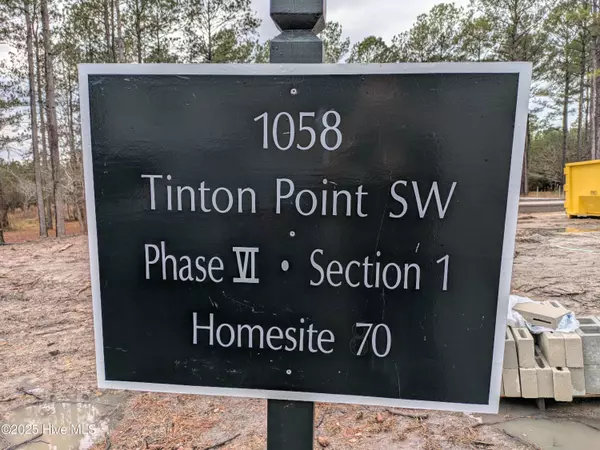 1058
Tinton Point SW
Phase VI • Section 1
Homesite 70
©2025 Hive MLS